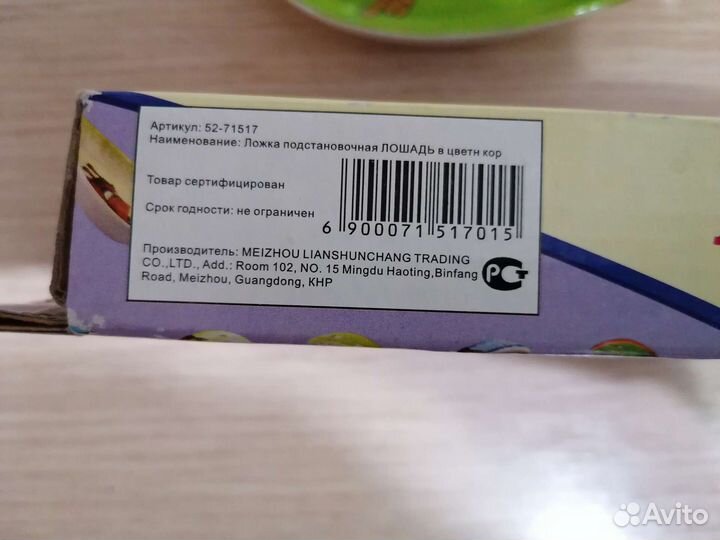 Артикул: 52-71517
Наименование: Ложка подстановочная ЛОШАДЬ в цветн кор
Товар сертифицирован
Срок годности: не ограничен
6 900071 517015
Производитель: MEIZHOU LIANSHUNCHANG TRADING
CO.,LTD., Add.: Room 102, NO. 15 Mingdu Haoting,Binfang
Road, Meizhou, Guangdong, КНР
РСТ
Avito